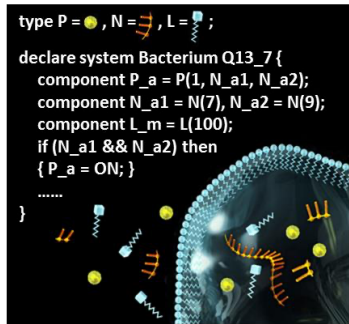 type P = , N = , L = ;
declare system Bacterium Q13_7 {
component P_a = P(1, N_a1, N_a2);
component N_a1 = N(7), N_a2 = N(9);
component L_m = L(100);
if (N_a1 && N_a2) then
{ P_a = ON; }
......
}